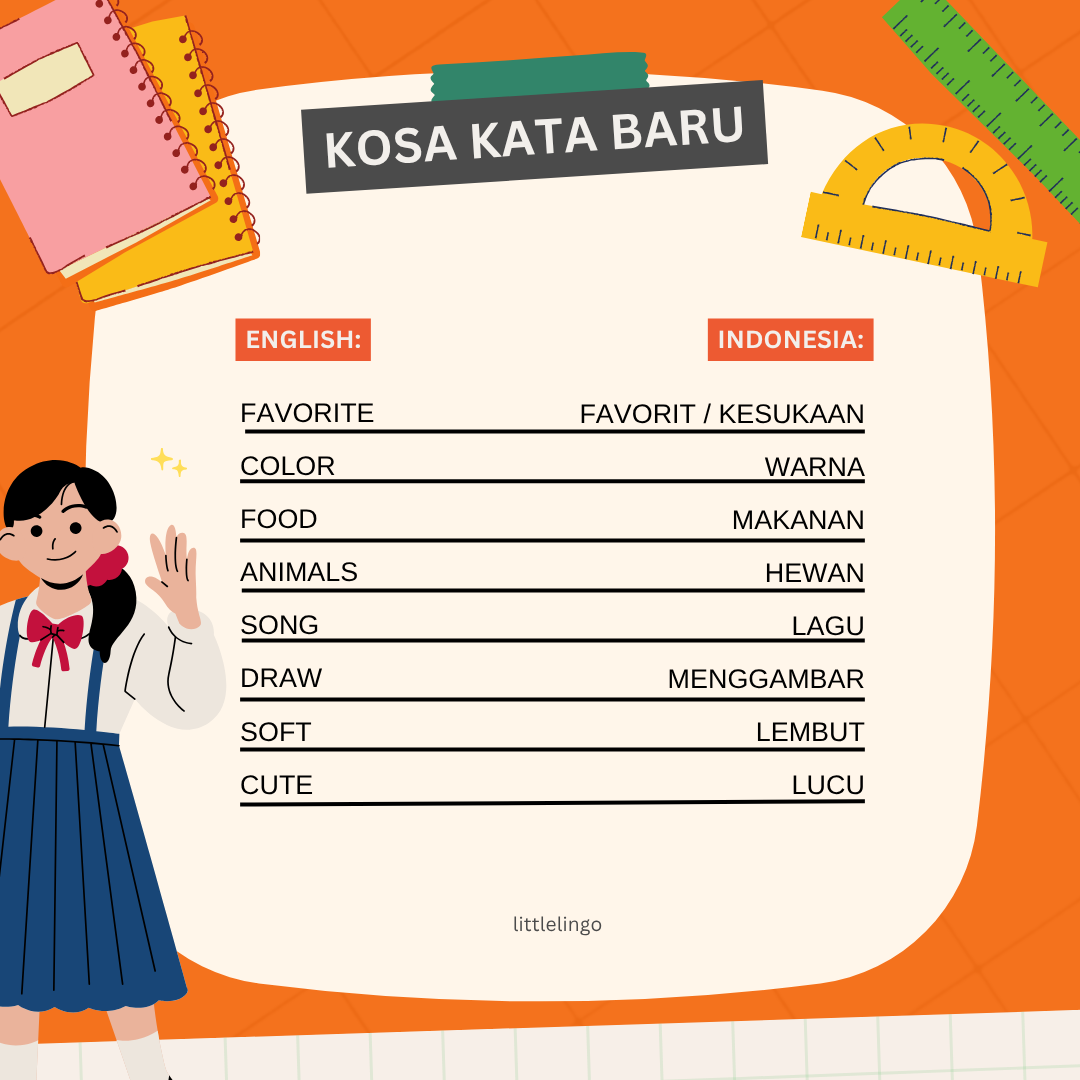 KOSA KATA BARU
ENGLISH: INDONESIA:
FAVORITE FAVORIT / KESUKAAN
COLOR WARNA
FOOD MAKANAN
ANIMALS HEWAN
SONG LAGU
DRAW MENGGAMBAR
SOFT LEMBUT
CUTE LUCU
littlelingo